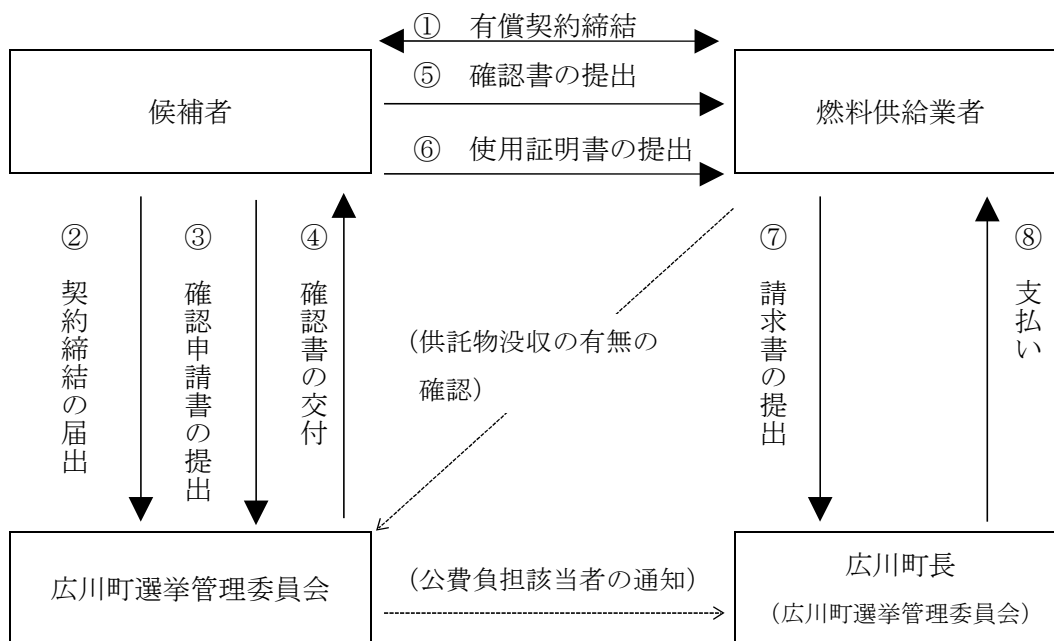 ① 有償契約締結
候補者
⑤ 確認書の提出
燃料供給業者
⑥ 使用証明書の提出
② 契約締結の届出
③ 確認申請書の提出
④ 確認書の交付
(供託物没収の有無の
確認)
⑦ 請求書の提出
⑧ 支払い
広川町選挙管理委員会
(公費負担該当者の通知)
広川町長
(広川町選挙管理委員会)